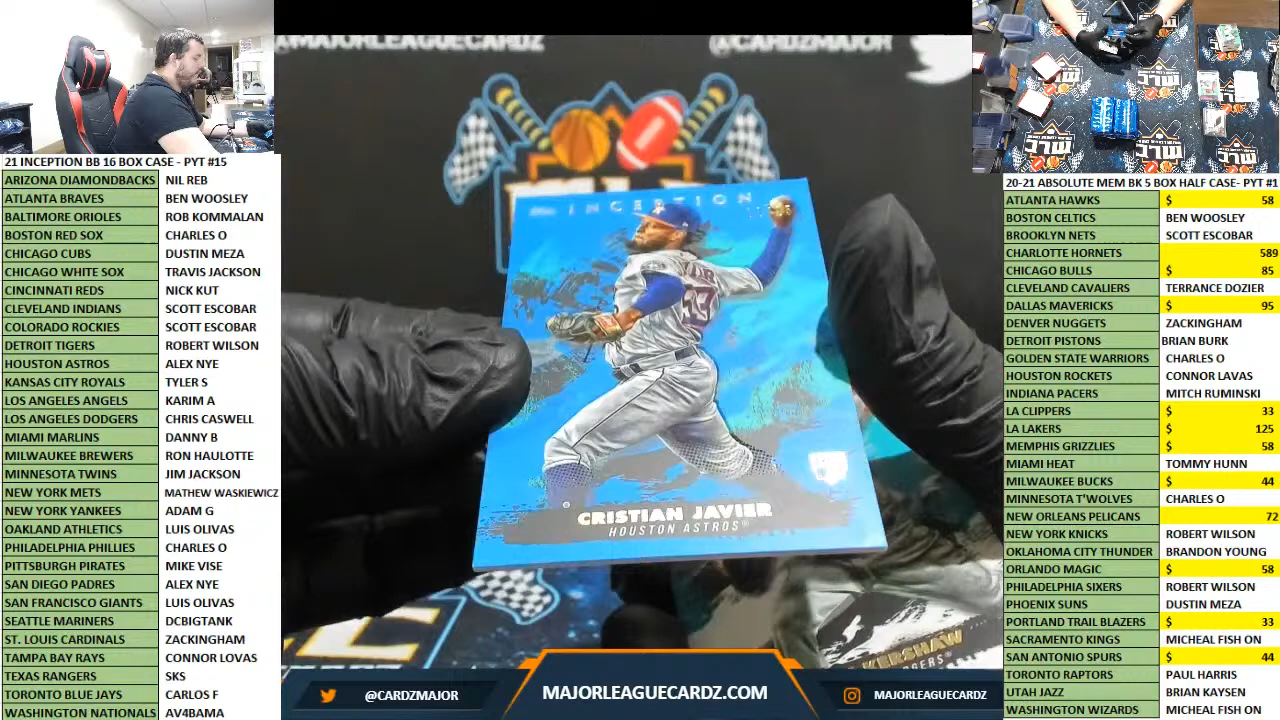 @MAJORLEAGUECARDZ
@CARDZMAJOR
INCEPTION
CRISTIAN JAVIER
HOUSTON ASTROS®
KERSHAW
21 INCEPTION BB 16 BOX CASE - PYT #15
ARIZONA DIAMONDBACKS NIL REB
ATLANTA BRAVES BEN WOOSLEY
BALTIMORE ORIOLES ROB KOMMALAN
BOSTON RED SOX CHARLES O
CHICAGO CUBS DUSTIN MEZA
CHICAGO WHITE SOX TRAVIS JACKSON
CINCINNATI REDS NICK KUT
CLEVELAND INDIANS SCOTT ESCOBAR
COLORADO ROCKIES SCOTT ESCOBAR
DETROIT TIGERS ROBERT WILSON
HOUSTON ASTROS ALEX NYE
KANSAS CITY ROYALS TYLER S
LOS ANGELES ANGELS KARIM A
LOS ANGELES DODGERS CHRIS CASWELL
MIAMI MARLINS DANNY B
MILWAUKEE BREWERS RON HAULOTTE
MINNESOTA TWINS JIM JACKSON
NEW YORK METS MATHEW WASKIEWICZ
NEW YORK YANKEES ADAM G
OAKLAND ATHLETICS LUIS OLIVAS
PHILADELPHIA PHILLIES CHARLES O
PITTSBURGH PIRATES MIKE VISE
SAN DIEGO PADRES ALEX NYE
SAN FRANCISCO GIANTS LUIS OLIVAS
SEATTLE MARINERS DCBIGTANK
ST. LOUIS CARDINALS ZACKINGHAM
TAMPA BAY RAYS CONNOR LOVAS
TEXAS RANGERS SKS
TORONTO BLUE JAYS CARLOS F
WASHINGTON NATIONALS AV4BAMA
20-21 ABSOLUTE MEM BK 5 BOX HALF CASE- PYT #1
ATLANTA HAWKS $ 58
BOSTON CELTICS BEN WOOSLEY
BROOKLYN NETS SCOTT ESCOBAR
CHARLOTTE HORNETS 589
CHICAGO BULLS $ 85
CLEVELAND CAVALIERS TERRANCE DOZIER
DALLAS MAVERICKS $ 95
DENVER NUGGETS ZACKINGHAM
DETROIT PISTONS BRIAN BURK
GOLDEN STATE WARRIORS CHARLES O
HOUSTON ROCKETS CONNOR LAVAS
INDIANA PACERS MITCH RUMINSKI
LA CLIPPERS $ 33
LA LAKERS $ 125
MEMPHIS GRIZZLIES $ 58
MIAMI HEAT TOMMY HUNN
MILWAUKEE BUCKS $ 44
MINNESOTA T'WOLVES CHARLES O
NEW ORLEANS PELICANS 72
NEW YORK KNICKS ROBERT WILSON
OKLAHOMA CITY THUNDER BRANDON YOUNG
ORLANDO MAGIC $ 58
PHILADELPHIA SIXERS ROBERT WILSON
PHOENIX SUNS DUSTIN MEZA
PORTLAND TRAIL BLAZERS $ 33
SACRAMENTO KINGS MICHEAL FISH ON
SAN ANTONIO SPURS $ 44
TORONTO RAPTORS PAUL HARRIS
UTAH JAZZ BRIAN KAYSEN
WASHINGTON WIZARDS MICHEAL FISH ON
@CARDZMAJOR
MAJORLEAGUECARDZ.COM
MAJORLEAGUECARDZ